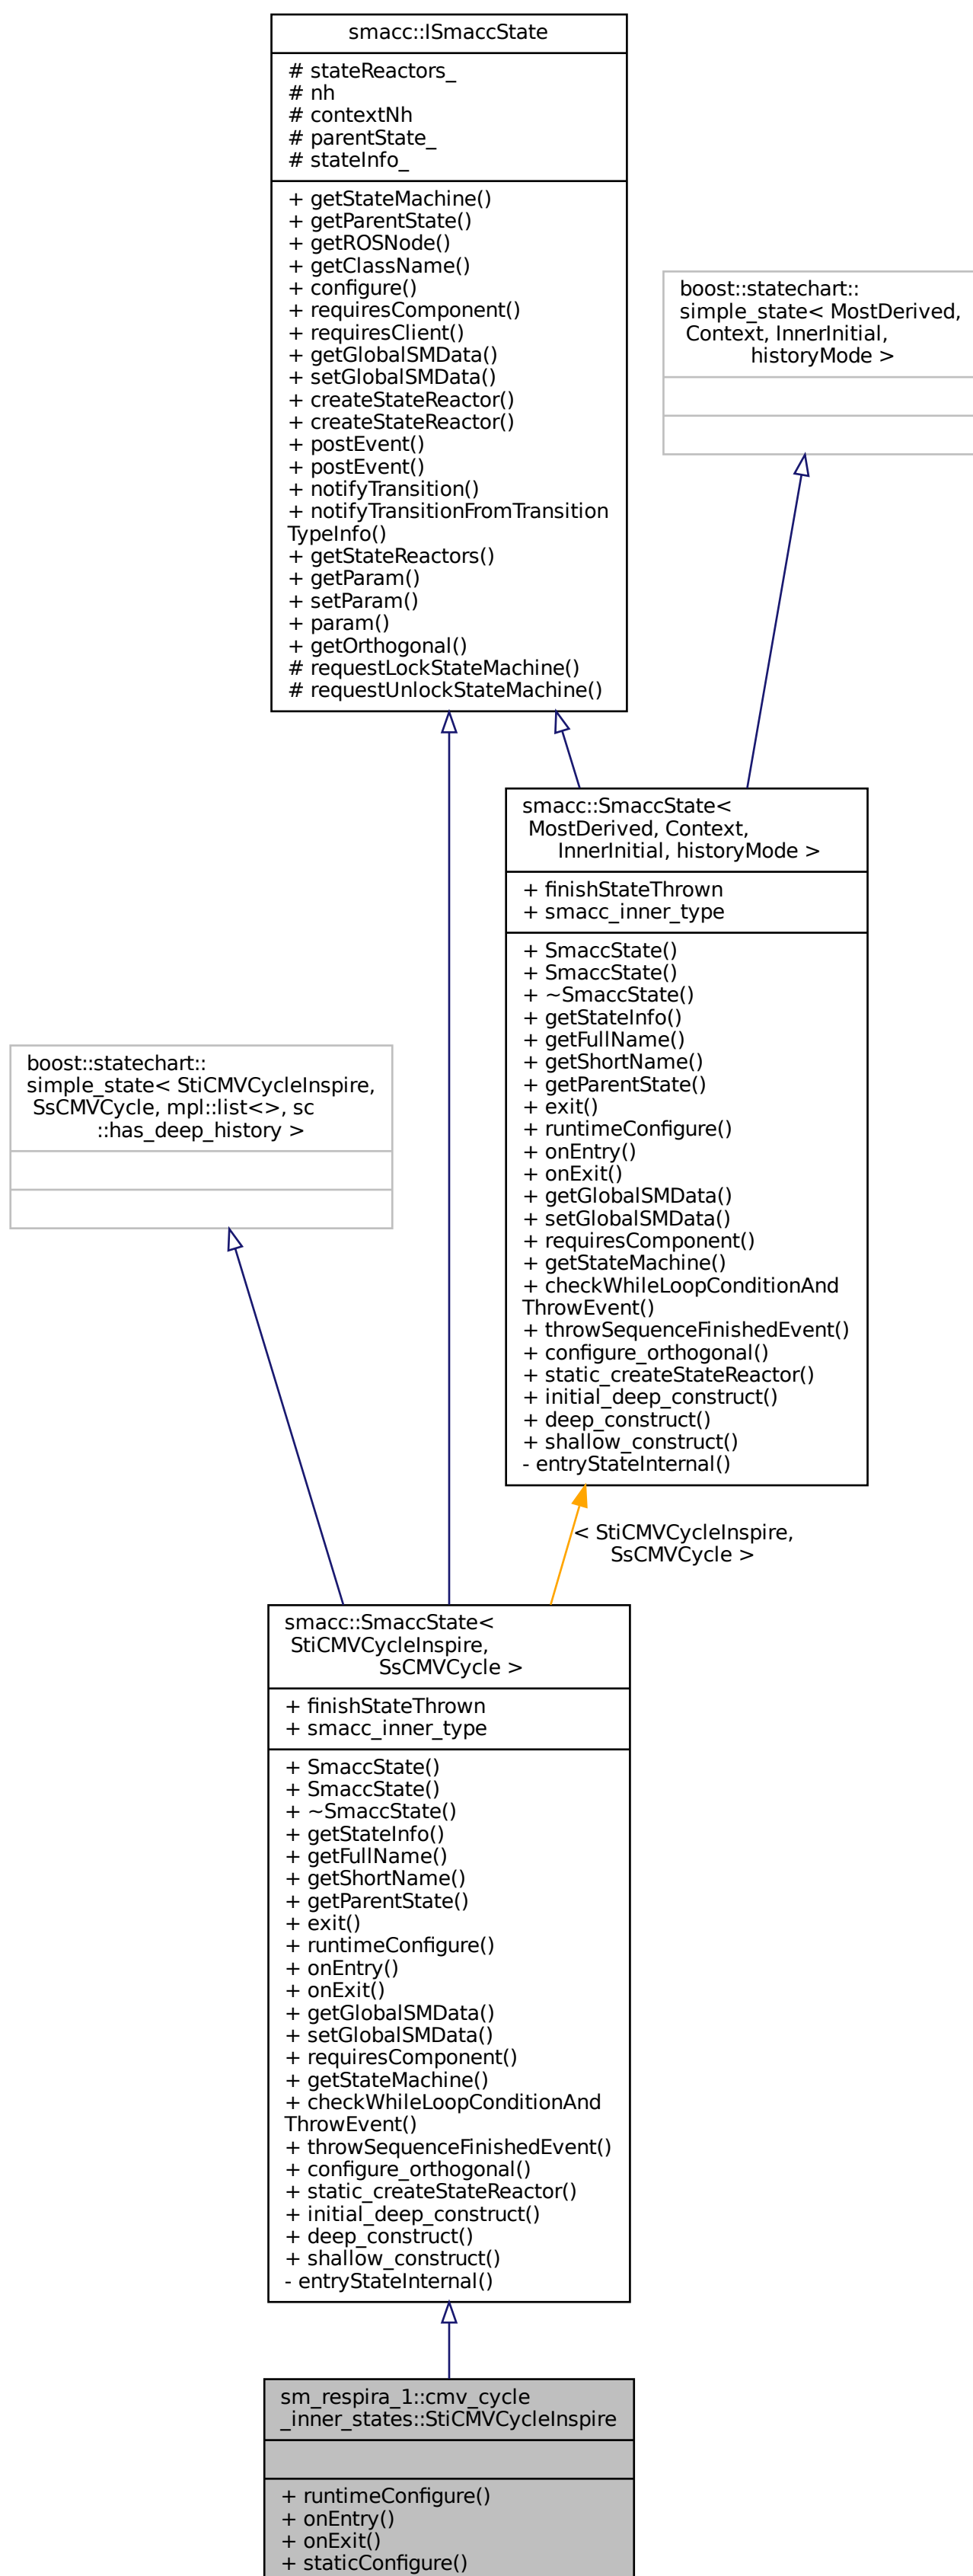 smacc::ISmaccState
# stateReactors_
# nh
# contextNh
# parentState_
# stateInfo_
+ getStateMachine()
+ getParentState()
+ getROSNode()
+ getClassName()
+ configure()
+ requiresComponent()
+ requiresClient()
+ getGlobalSMData()
+ setGlobalSMData()
+ createStateReactor()
+ createStateReactor()
+ postEvent()
+ postEvent()
+ notifyTransition()
+ notifyTransitionFromTransition
TypeInfo()
+ getStateReactors()
+ getParam()
+ setParam()
+ param()
+ getOrthogonal()
# requestLockStateMachine()
# requestUnlockStateMachine()
boost::statechart::
simple_state< MostDerived,
Context, InnerInitial,
historyMode >
smacc::SmaccState<
MostDerived, Context,
InnerInitial, historyMode >
+ finishStateThrown
+ smacc_inner_type
+ SmaccState()
+ SmaccState()
+ ~SmaccState()
+ getStateInfo()
+ getFullName()
+ getShortName()
+ getParentState()
+ exit()
+ runtimeConfigure()
+ onEntry()
+ onExit()
+ getGlobalSMData()
+ setGlobalSMData()
+ requiresComponent()
+ getStateMachine()
+ checkWhileLoopConditionAnd
ThrowEvent()
+ throwSequenceFinishedEvent()
+ configure_orthogonal()
+ static_createStateReactor()
+ initial_deep_construct()
+ deep_construct()
+ shallow_construct()
- entryStateInternal()
boost::statechart::
simple_state< StiCMVCycleInspire,
SsCMVCycle, mpl::list<>, sc
::has_deep_history >
< StiCMVCycleInspire,
SsCMVCycle >
smacc::SmaccState<
StiCMVCycleInspire,
SsCMVCycle >
+ finishStateThrown
+ smacc_inner_type
+ SmaccState()
+ SmaccState()
+ ~SmaccState()
+ getStateInfo()
+ getFullName()
+ getShortName()
+ getParentState()
+ exit()
+ runtimeConfigure()
+ onEntry()
+ onExit()
+ getGlobalSMData()
+ setGlobalSMData()
+ requiresComponent()
+ getStateMachine()
+ checkWhileLoopConditionAnd
ThrowEvent()
+ throwSequenceFinishedEvent()
+ configure_orthogonal()
+ static_createStateReactor()
+ initial_deep_construct()
+ deep_construct()
+ shallow_construct()
- entryStateInternal()
sm_respira_1::cmv_cycle
_inner_states::StiCMVCycleInspire
+ runtimeConfigure()
+ onEntry()
+ onExit()
+ staticConfigure()